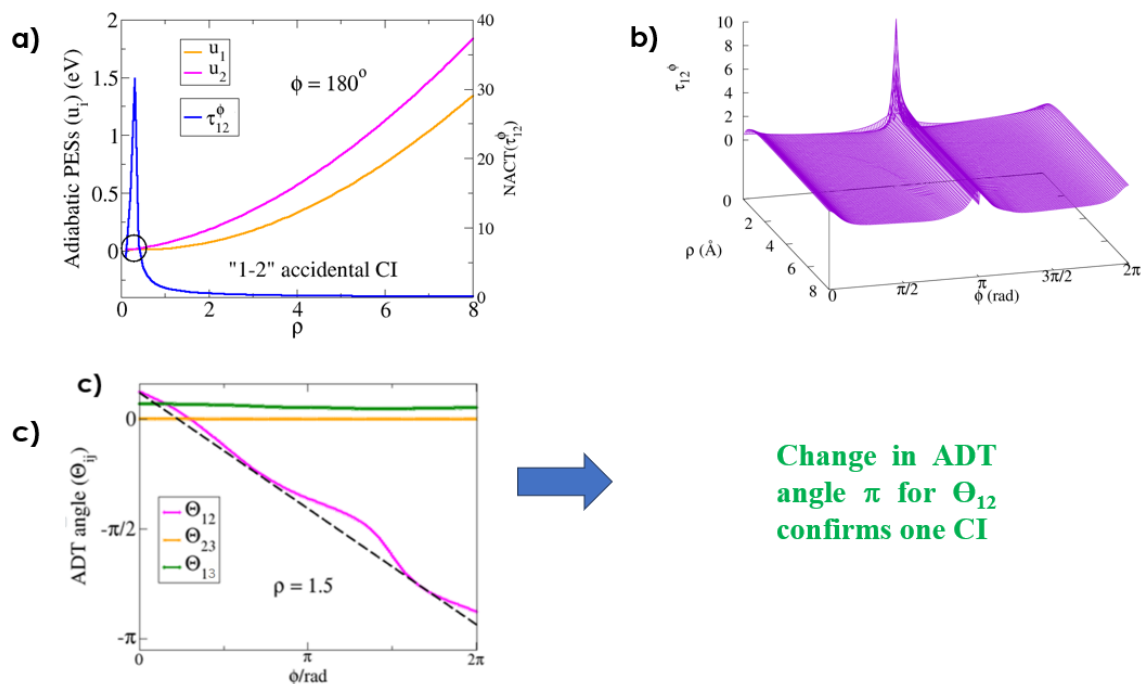 a)
Adiabatic PESs (u_i) (eV)
2
1.5
1
0.5
0
u_1
u_2
τ_12^ϕ
ϕ = 180°
"1-2" accidental CI
40
30
20
10
0
NACT(τ_12^ϕ)
0 2 4 6 8
ρ
b)
τ_12^ϕ
10
8
6
4
2
0
0
2
4
6
8
ρ (Å)
0 π/2 π 3π/2 2π
ϕ (rad)
c)
c)
ADT angle (Θ_ij)
0
-π/2
-π
Θ_12
Θ_23
Θ_13
ρ = 1.5
0 π 2π
ϕ/rad
Change in ADT
angle π for Θ_12
confirms one CI